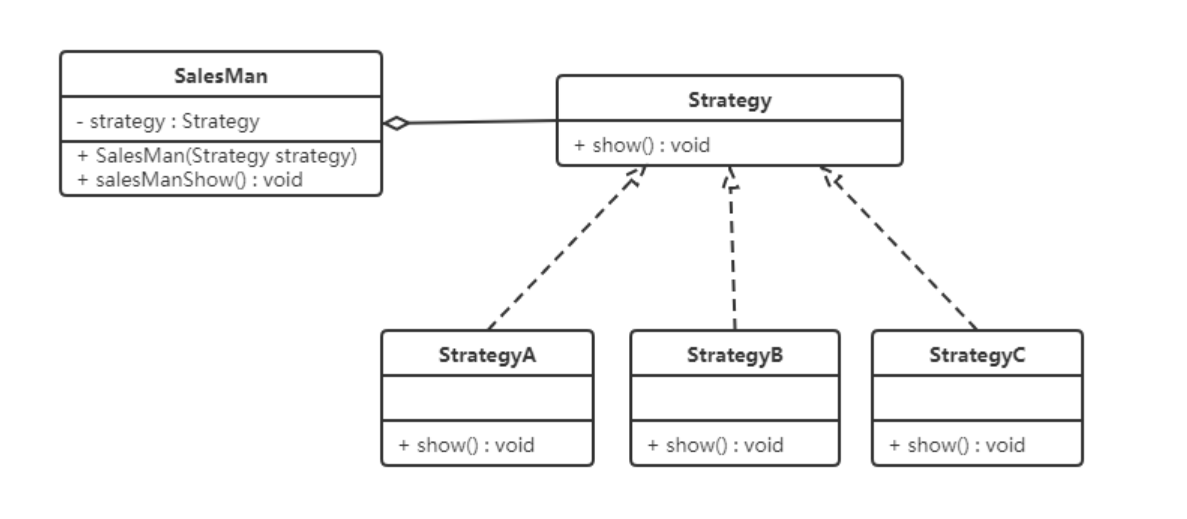 SalesMan
- strategy : Strategy
+ SalesMan(Strategy strategy)
+ salesManShow() : void
Strategy
+ show() : void
StrategyA
+ show() : void
StrategyB
+ show() : void
StrategyC
+ show() : void